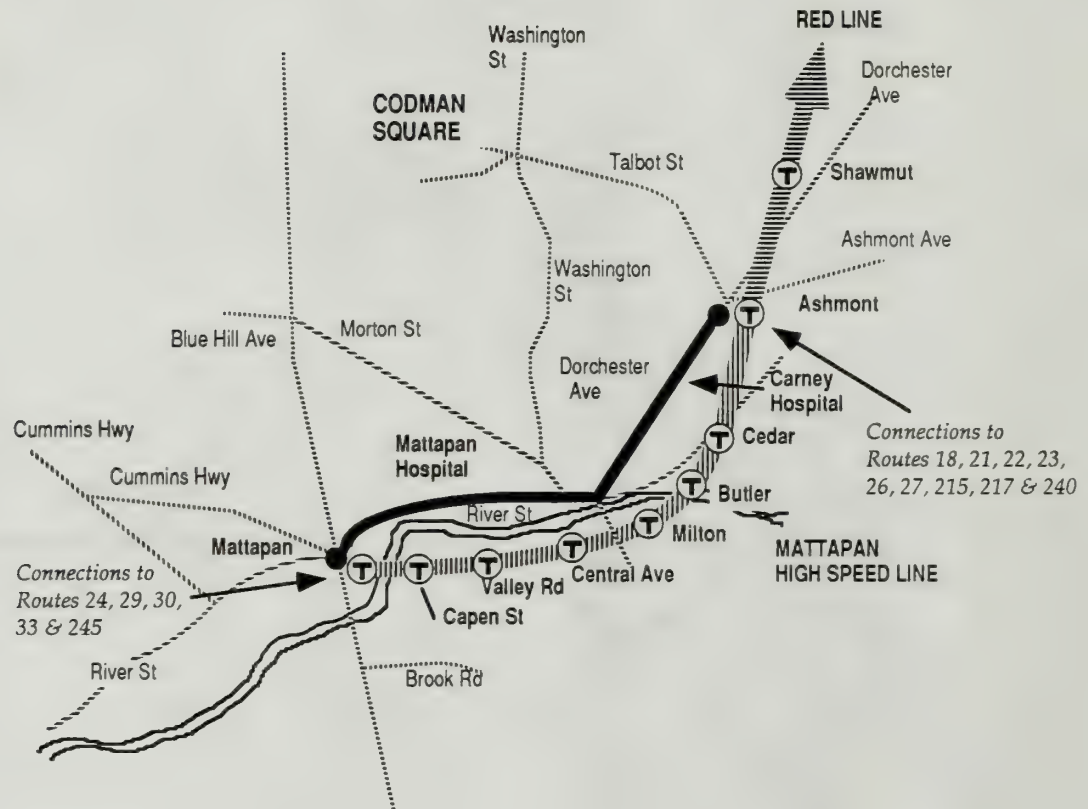 RED LINE
Washington
St
Dorchester
Ave
CODMAN
SQUARE
Talbot St
T
Shawmut
Ashmont Ave
Washington
St
T
Ashmont
Blue Hill Ave
Morton St
Dorchester
Ave
Carney
Hospital
Cummins Hwy
Mattapan
Hospital
T
Cedar
Connections to
Routes 18, 21, 22, 23,
26, 27, 215, 217 & 240
Cummins Hwy
T
Butler
River St
T
Milton
Mattapan
T
Central Ave
MATTAPAN
HIGH SPEED LINE
T
T
T
Valley Rd
Connections to
Routes 24, 29, 30,
33 & 245
Capen St
River St
Brook Rd